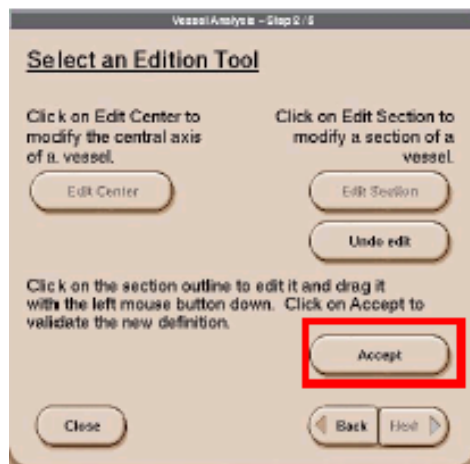 Vessel Analysis - Step 2 / 5
Select an Edition Tool
Click on Edit Center to
modify the central axis
of a vessel.
Edit Center
Click on Edit Section to
modify a section of a
vessel.
Edit Section
Undo edit
Click on the section outline to edit it and drag it
with the left mouse button down. Click on Accept to
validate the new definition.
Accept
Close
Back
Next